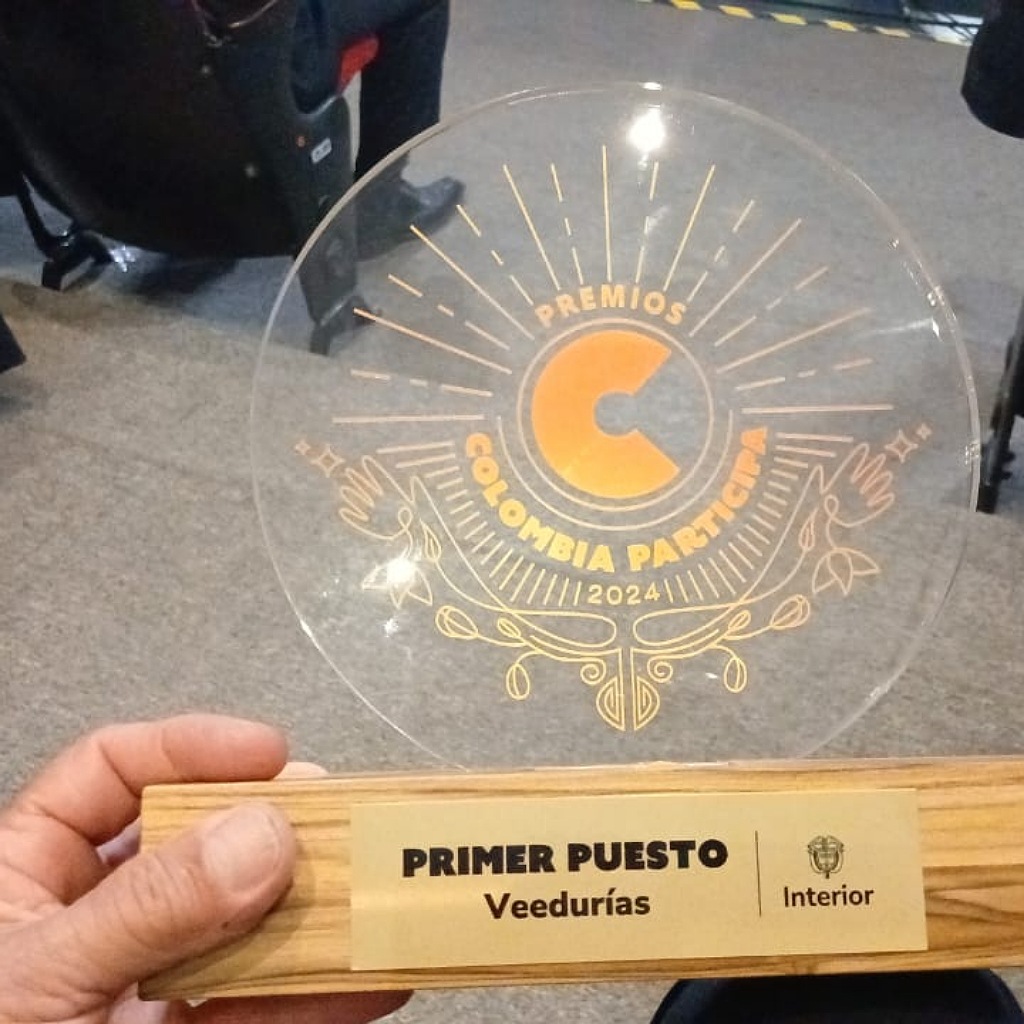 PREMIOS
COLOMBIA PARTICIPA
2024
PRIMER PUESTO
Veedurías
Interior